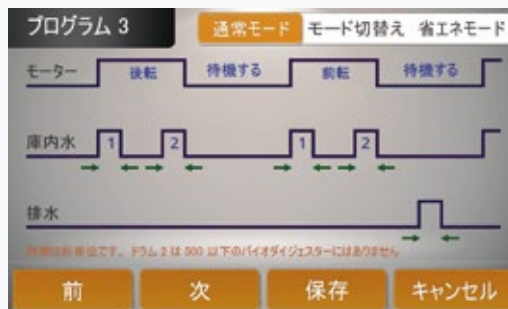 プログラム 3
通常モード モード切替え 省エネモード
モーター 後転 待機する 前転 待機する
庫内水 1 2 1 2
排水
時間は秒単位です。ドラム 2 は 500 以下のバイオダイジェスターにはありません
前 次 保存 キャンセル